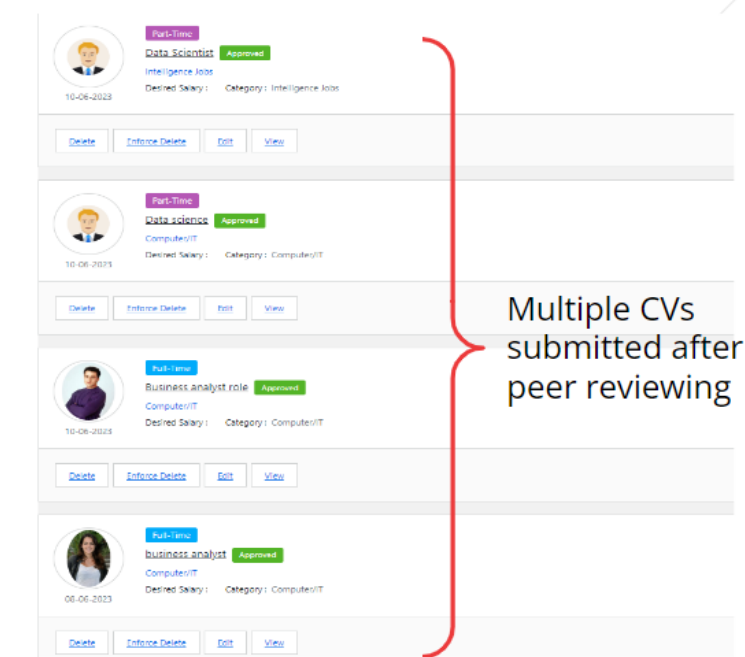 Part-Time
Data Scientist Approved
Intelligence Jobs
Desired Salary : Category : Intelligence Jobs
10-06-2023
Delete Enforce Delete Edit View
Part-Time
Data science Approved
Computer/IT
Desired Salary : Category : Computer/IT
10-06-2023
Delete Enforce Delete Edit View
Multiple CVs
submitted after
peer reviewing
Full-Time
Business analyst role Approved
Computer/IT
Desired Salary : Category : Computer/IT
10-06-2023
Delete Enforce Delete Edit View
Full-Time
business analyst Approved
Computer/IT
Desired Salary : Category : Computer/IT
08-06-2023
Delete Enforce Delete Edit View